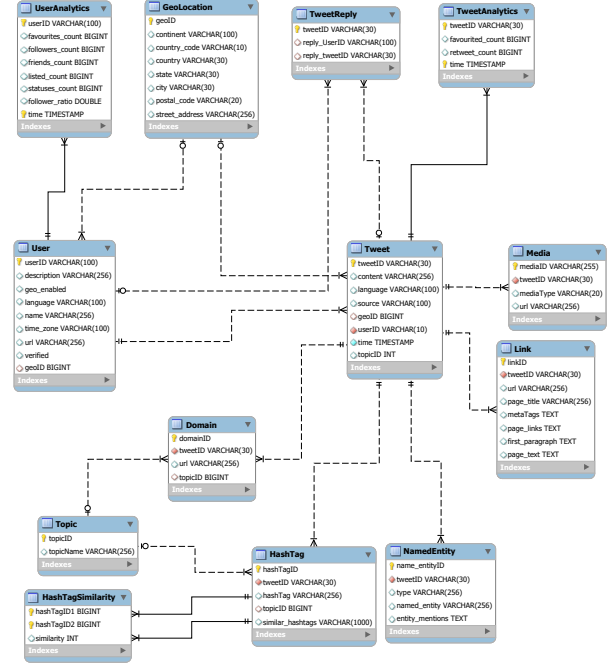 UserAnalytics
userID VARCHAR(100)
favourites_count BIGINT
followers_count BIGINT
friends_count BIGINT
listed_count BIGINT
statuses_count BIGINT
follower_ratio DOUBLE
time TIMESTAMP
Indexes
GeoLocation
geoID
continent VARCHAR(100)
country_code VARCHAR(10)
country VARCHAR(30)
state VARCHAR(30)
city VARCHAR(30)
postal_code VARCHAR(20)
street_address VARCHAR(256)
Indexes
TweetReply
tweetID VARCHAR(30)
reply_UserID VARCHAR(100)
reply_tweetID VARCHAR(30)
Indexes
TweetAnalytics
tweetID VARCHAR(30)
favourited_count BIGINT
retweet_count BIGINT
time TIMESTAMP
Indexes
User
userID VARCHAR(100)
description VARCHAR(256)
geo_enabled
language VARCHAR(100)
name VARCHAR(256)
time_zone VARCHAR(100)
url VARCHAR(256)
verified
geoID BIGINT
Indexes
Tweet
tweetID VARCHAR(30)
content VARCHAR(256)
language VARCHAR(100)
source VARCHAR(100)
geoID BIGINT
userID VARCHAR(10)
time TIMESTAMP
topicID INT
Indexes
Media
mediaID VARCHAR(255)
tweetID VARCHAR(30)
mediaType VARCHAR(20)
url VARCHAR(256)
Indexes
Link
linkID
tweetID VARCHAR(30)
url VARCHAR(256)
page_title VARCHAR(256)
metaTags TEXT
page_links TEXT
first_paragraph TEXT
page_text TEXT
Indexes
Domain
domainID
tweetID VARCHAR(30)
url VARCHAR(256)
topicID BIGINT
Indexes
Topic
topicID
topicName VARCHAR(256)
Indexes
HashTag
hashTagID
tweetID VARCHAR(30)
hashTag VARCHAR(256)
topicID BIGINT
similar_hashtags VARCHAR(1000)
Indexes
NamedEntity
name_entityID
tweetID VARCHAR(30)
type VARCHAR(256)
named_entity VARCHAR(256)
entity_mentions TEXT
Indexes
HashTagSimilarity
hashTagID1 BIGINT
hashTagID2 BIGINT
similarity INT
Indexes